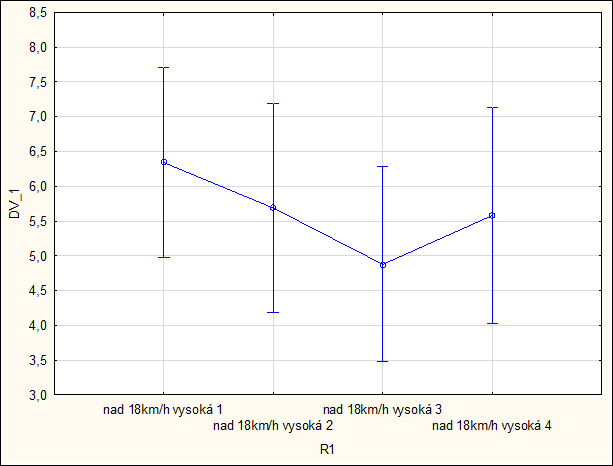 8,5
8,0
7,5
7,0
6,5
6,0
5,5
5,0
4,5
4,0
3,5
3,0
DV_1
nad 18km/h vysoká 1
nad 18km/h vysoká 2
nad 18km/h vysoká 3
nad 18km/h vysoká 4
R1